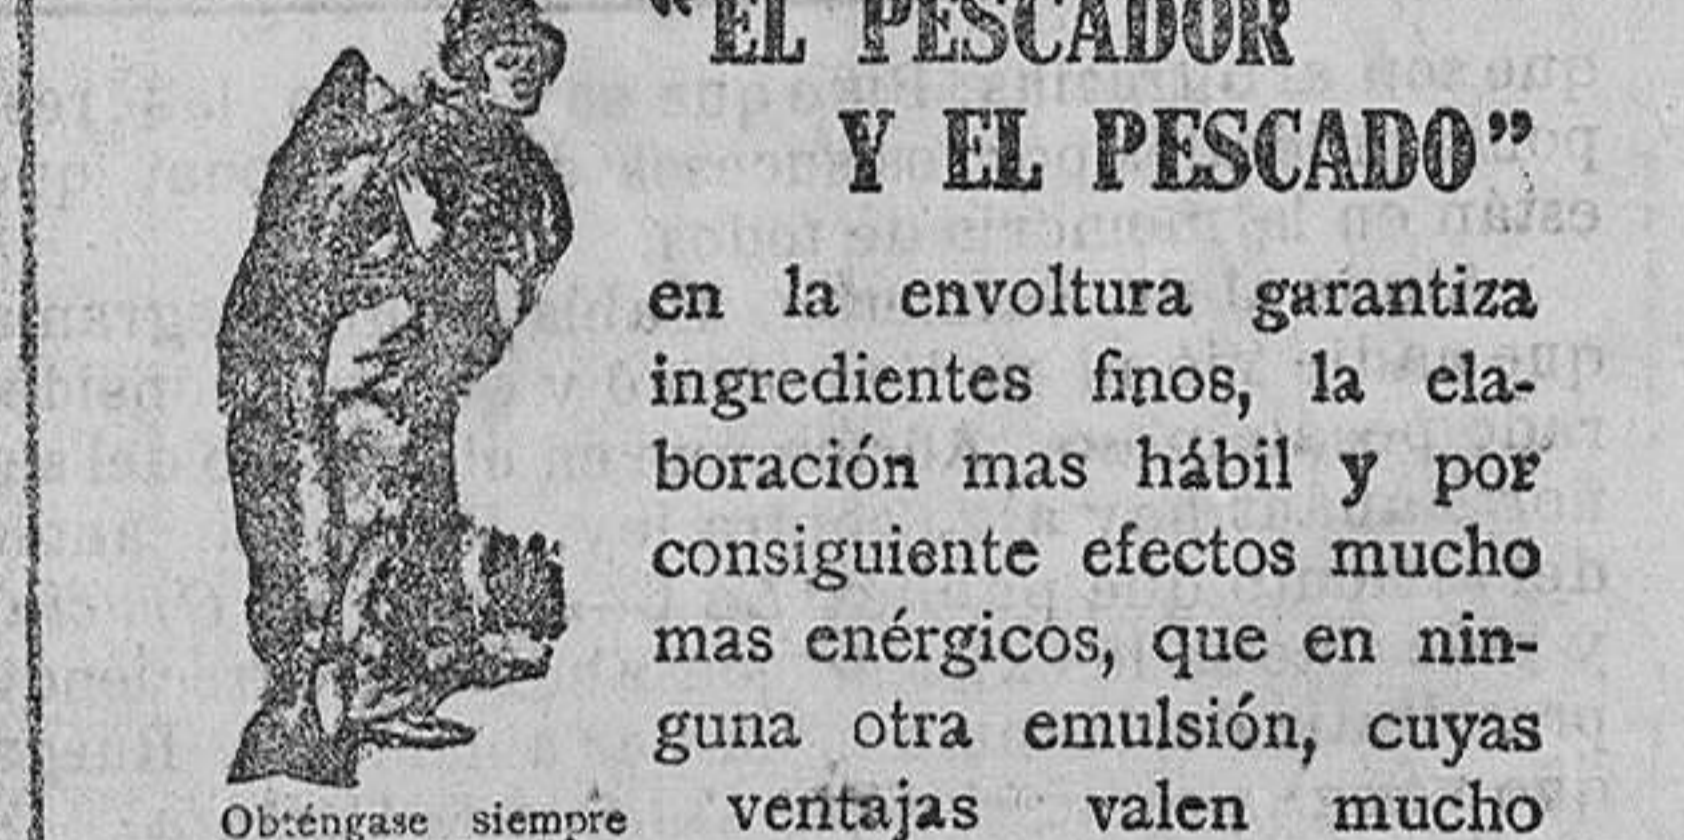 "EL PESCADOR
Y EL PESCADO"
en la envoltura garantiza
ingredientes finos, la ela-
boración mas hábil y por
consiguiente efectos mucho
mas enérgicos, que en nin-
guna otra emulsión, cuyas
ventajas valen mucho
Obténgase siempre